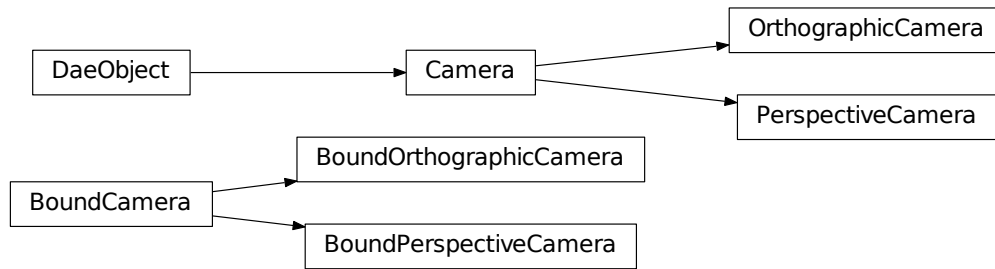 OrthographicCamera
DaeObject
Camera
PerspectiveCamera
BoundOrthographicCamera
BoundCamera
BoundPerspectiveCamera